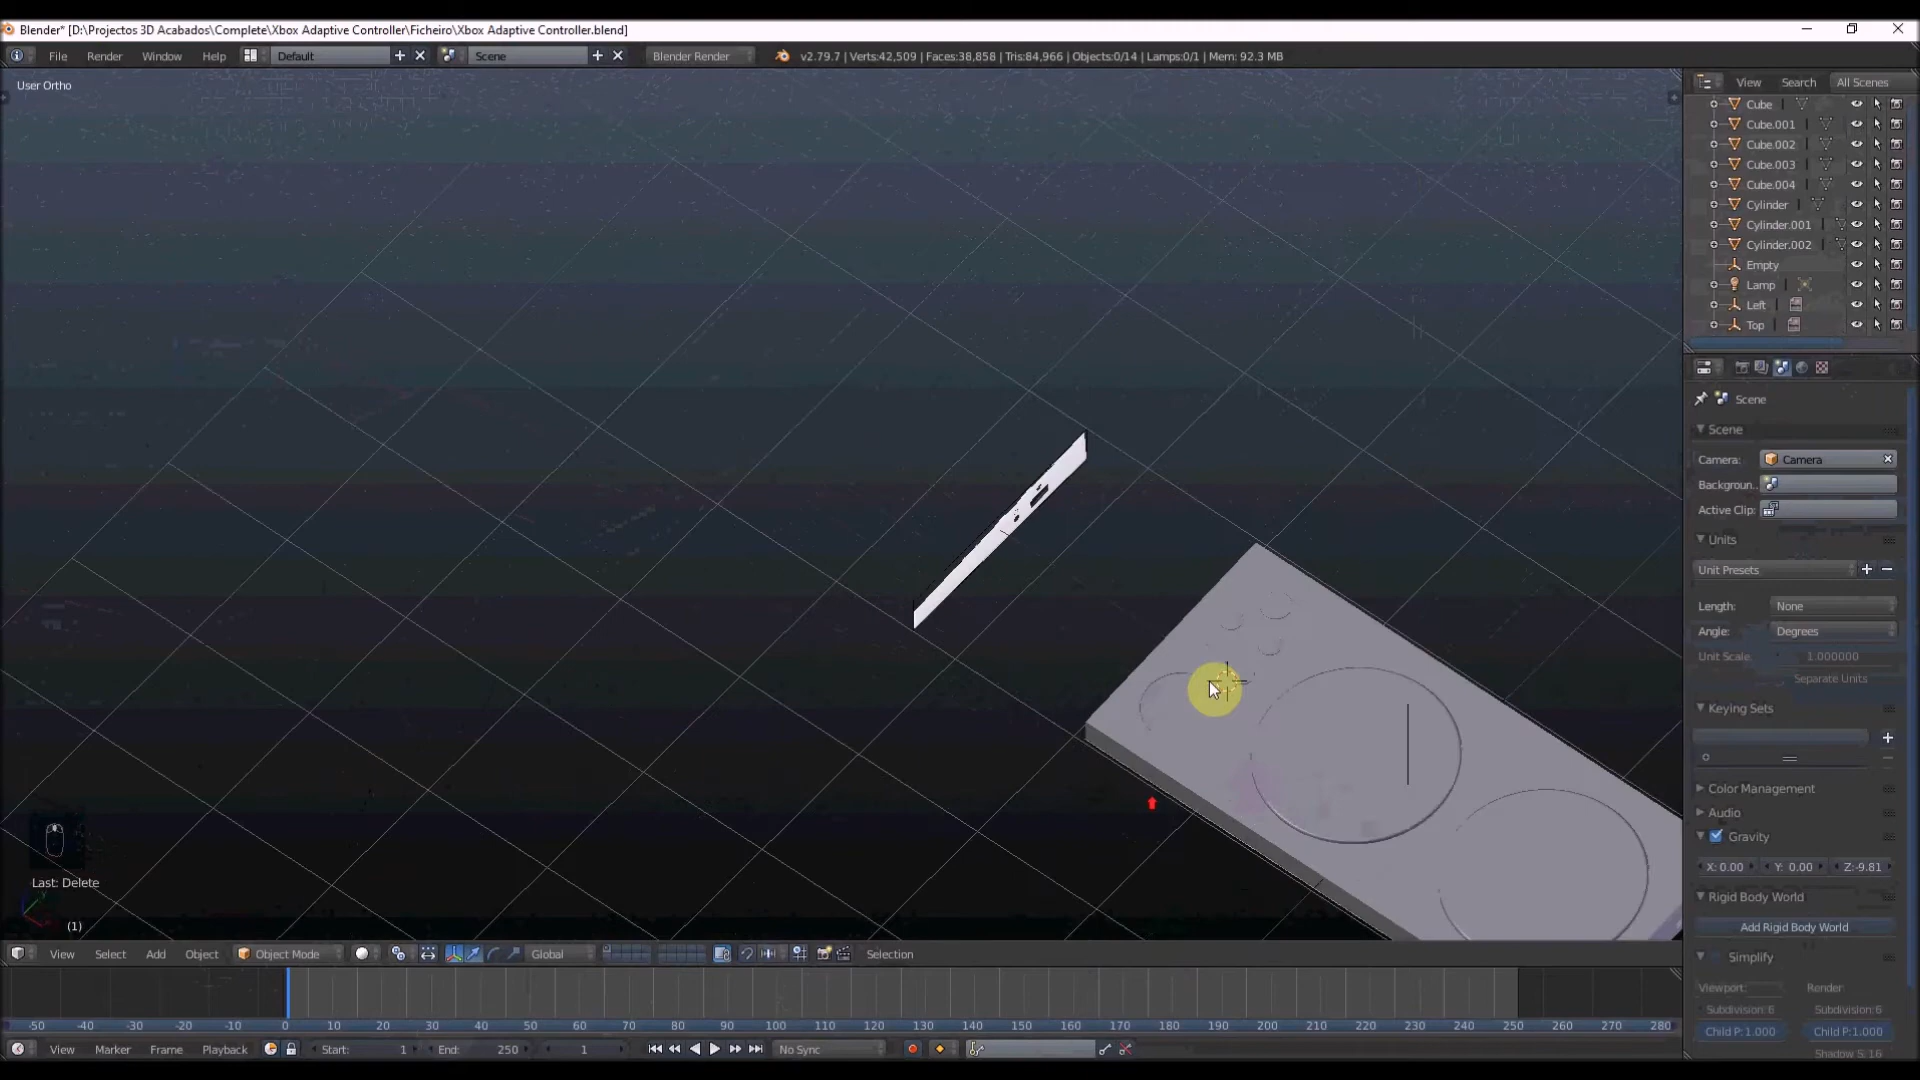 Blender* [D:\Projectos 3D Acabados\Complete\Xbox Adaptive Controller\Ficheiro\Xbox Adaptive Controller.blend]
File Render Window Help Default Scene Blender Render v2.79.7 | Verts:42,509 | Faces:38,858 | Tris:84,966 | Objects:0/14 | Lamps:0/1 | Mem: 92.3 MB
User Ortho
View Search All Scenes
Cube
Cube.001
Cube.002
Cube.003
Cube.004
Cylinder
Cylinder.001
Cylinder.002
Empty
Lamp
Left
Top
Scene
Scene
Camera: Camera
Backgroun..
Active Clip:
Units
Unit Presets
Length: None
Angle: Degrees
Unit Scale 1.000000
Separate Units
Keying Sets
Color Management
Audio
Gravity
X: 0.00 Y: 0.00 Z:-9.81
Rigid Body World
Add Rigid Body World
Simplify
Viewport: Render
Subdivision:6 Subdivision:6
Child P:1.000 Child P:1.000
Shadow S: 16
Last: Delete
(1)
View Select Add Object Object Mode Global Selection
-50 -40 -30 -20 -10 0 10 20 30 40 50 60 70 80 90 100 110 120 130 140 150 160 170 180 190 200 210 220 230 240 250 260 270 280
View Marker Frame Playback Start: 1 End: 250 1 No Sync